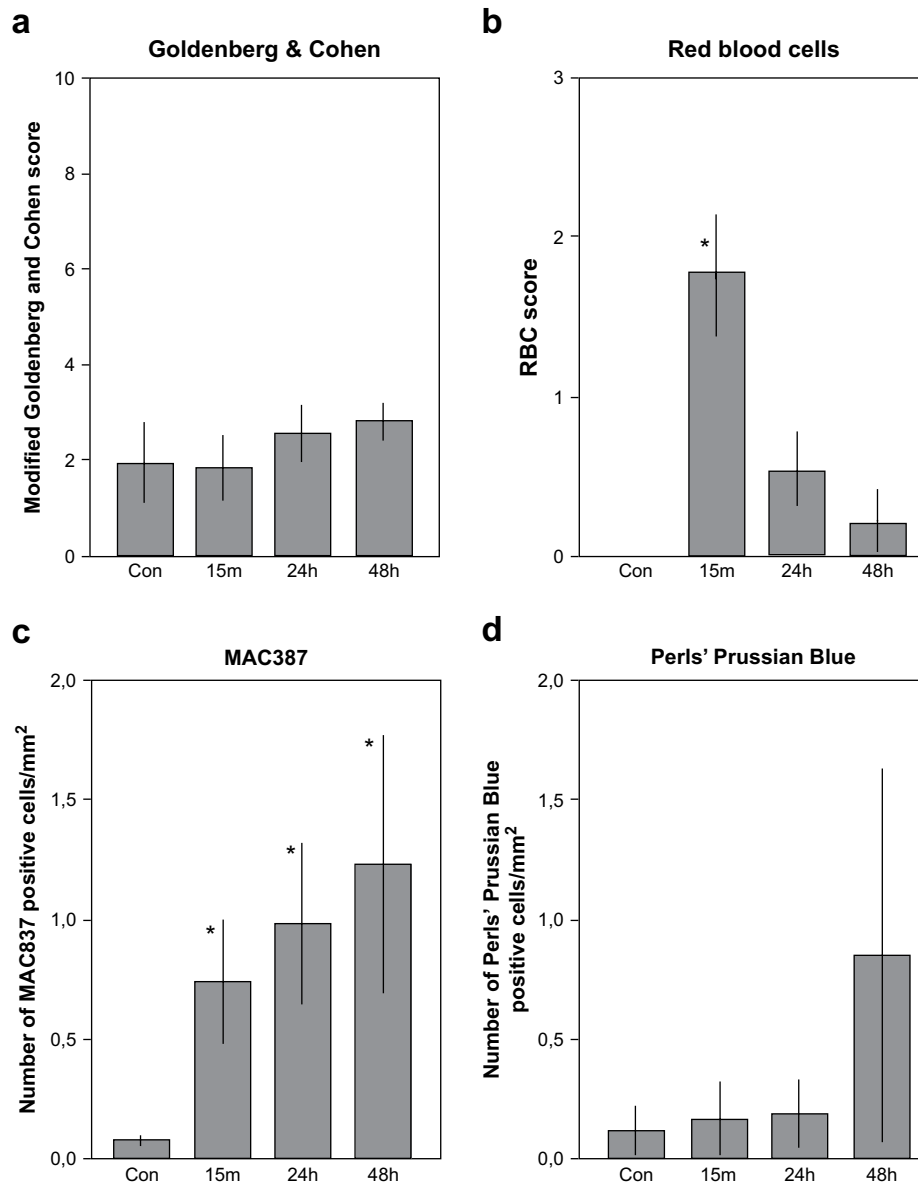 a
Goldenberg & Cohen
Modified Goldenberg and Cohen score
10
8
6
4
2
0
Con 15m 24h 48h
b
Red blood cells
RBC score
3
2
1
0
*
Con 15m 24h 48h
c
MAC387
Number of MAC837 positive cells/mm²
2,0
1,5
1,0
0,5
0,0
*
*
*
Con 15m 24h 48h
d
Perls' Prussian Blue
Number of Perls' Prussian Blue
positive cells/mm²
2,0
1,5
1,0
0,5
0,0
Con 15m 24h 48h